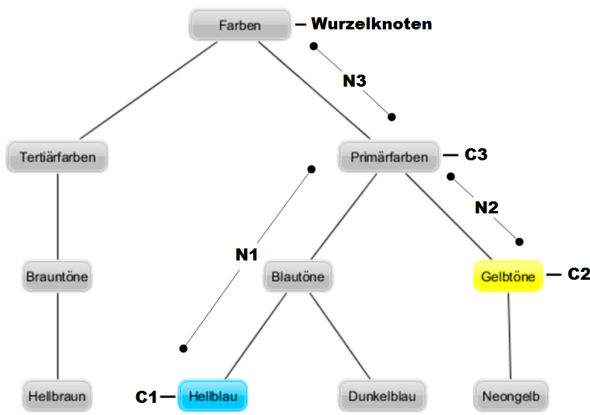 Farben
Wurzelknoten
N3
Tertiärfarben
Primärfarben
C3
N2
N1
Brauntöne
Blautöne
Gelbtöne
C2
Hellbraun
C1
Hellblau
Dunkelblau
Neongelb